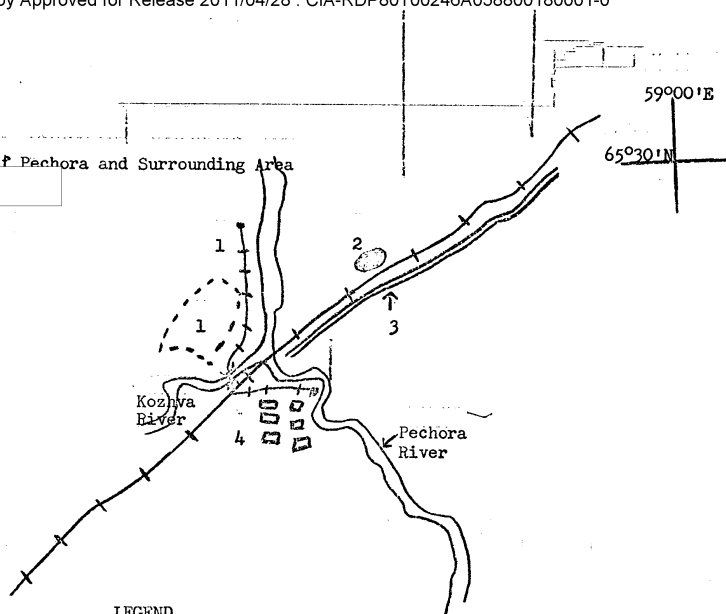 by Approved for Release 2011/04/28 : CIA-RDP80T00246A058800180001-0
59°00'E
65°30'N
Pechora and Surrounding Area
1
2
1
3
Kozhva
River
4
Pechora
River
LEGEND